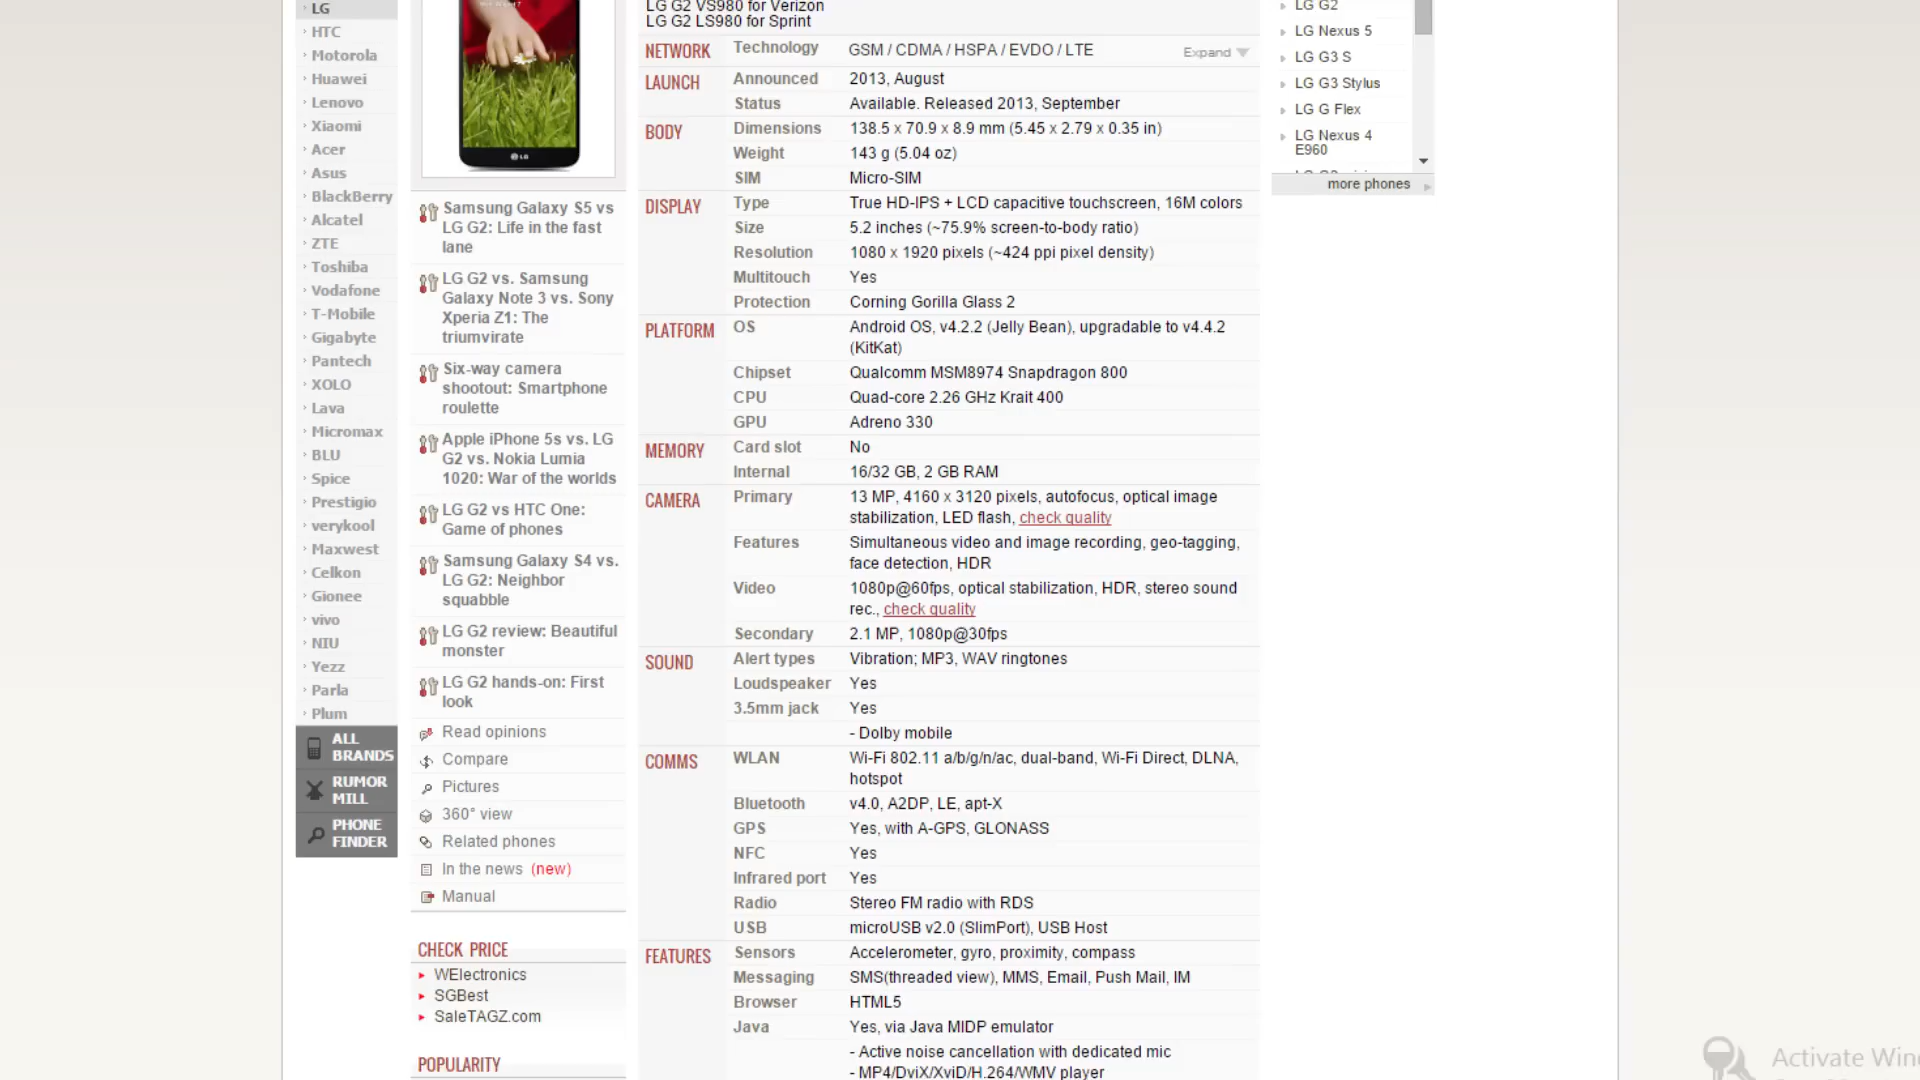 LG
HTC
Motorola
Huawei
Lenovo
Xiaomi
Acer
Asus
BlackBerry
Alcatel
ZTE
Toshiba
Vodafone
T-Mobile
Gigabyte
Pantech
XOLO
Lava
Micromax
BLU
Spice
Prestigio
verykool
Maxwest
Celkon
Gionee
vivo
NIU
Yezz
Parla
Plum
ALL
BRANDS
RUMOR
MILL
PHONE
FINDER
LG
Samsung Galaxy S5 vs
LG G2: Life in the fast
lane
LG G2 vs. Samsung
Galaxy Note 3 vs. Sony
Xperia Z1: The
triumvirate
Six-way camera
shootout: Smartphone
roulette
Apple iPhone 5s vs. LG
G2 vs. Nokia Lumia
1020: War of the worlds
LG G2 vs HTC One:
Game of phones
Samsung Galaxy S4 vs.
LG G2: Neighbor
squabble
LG G2 review: Beautiful
monster
LG G2 hands-on: First
look
Read opinions
Compare
Pictures
360° view
Related phones
In the news (new)
Manual
CHECK PRICE
WElectronics
SGBest
SaleTAGZ.com
POPULARITY
LG G2 VS980 for Verizon
LG G2 LS980 for Sprint
NETWORK Technology GSM / CDMA / HSPA / EVDO / LTE Expand
LAUNCH Announced 2013, August
Status Available. Released 2013, September
BODY Dimensions 138.5 x 70.9 x 8.9 mm (5.45 x 2.79 x 0.35 in)
Weight 143 g (5.04 oz)
SIM Micro-SIM
DISPLAY Type True HD-IPS + LCD capacitive touchscreen, 16M colors
Size 5.2 inches (~75.9% screen-to-body ratio)
Resolution 1080 x 1920 pixels (~424 ppi pixel density)
Multitouch Yes
Protection Corning Gorilla Glass 2
PLATFORM OS Android OS, v4.2.2 (Jelly Bean), upgradable to v4.4.2
(KitKat)
Chipset Qualcomm MSM8974 Snapdragon 800
CPU Quad-core 2.26 GHz Krait 400
GPU Adreno 330
MEMORY Card slot No
Internal 16/32 GB, 2 GB RAM
CAMERA Primary 13 MP, 4160 x 3120 pixels, autofocus, optical image
stabilization, LED flash, check quality
Features Simultaneous video and image recording, geo-tagging,
face detection, HDR
Video 1080p@60fps, optical stabilization, HDR, stereo sound
rec., check quality
Secondary 2.1 MP, 1080p@30fps
SOUND Alert types Vibration; MP3, WAV ringtones
Loudspeaker Yes
3.5mm jack Yes
- Dolby mobile
COMMS WLAN Wi-Fi 802.11 a/b/g/n/ac, dual-band, Wi-Fi Direct, DLNA,
hotspot
Bluetooth v4.0, A2DP, LE, apt-X
GPS Yes, with A-GPS, GLONASS
NFC Yes
Infrared port Yes
Radio Stereo FM radio with RDS
USB microUSB v2.0 (SlimPort), USB Host
FEATURES Sensors Accelerometer, gyro, proximity, compass
Messaging SMS(threaded view), MMS, Email, Push Mail, IM
Browser HTML5
Java Yes, via Java MIDP emulator
- Active noise cancellation with dedicated mic
- MP4/DviX/XviD/H.264/WMV player
LG G2
LG Nexus 5
LG G3 S
LG G3 Stylus
LG G Flex
LG Nexus 4
E960
more phones
Activate Win